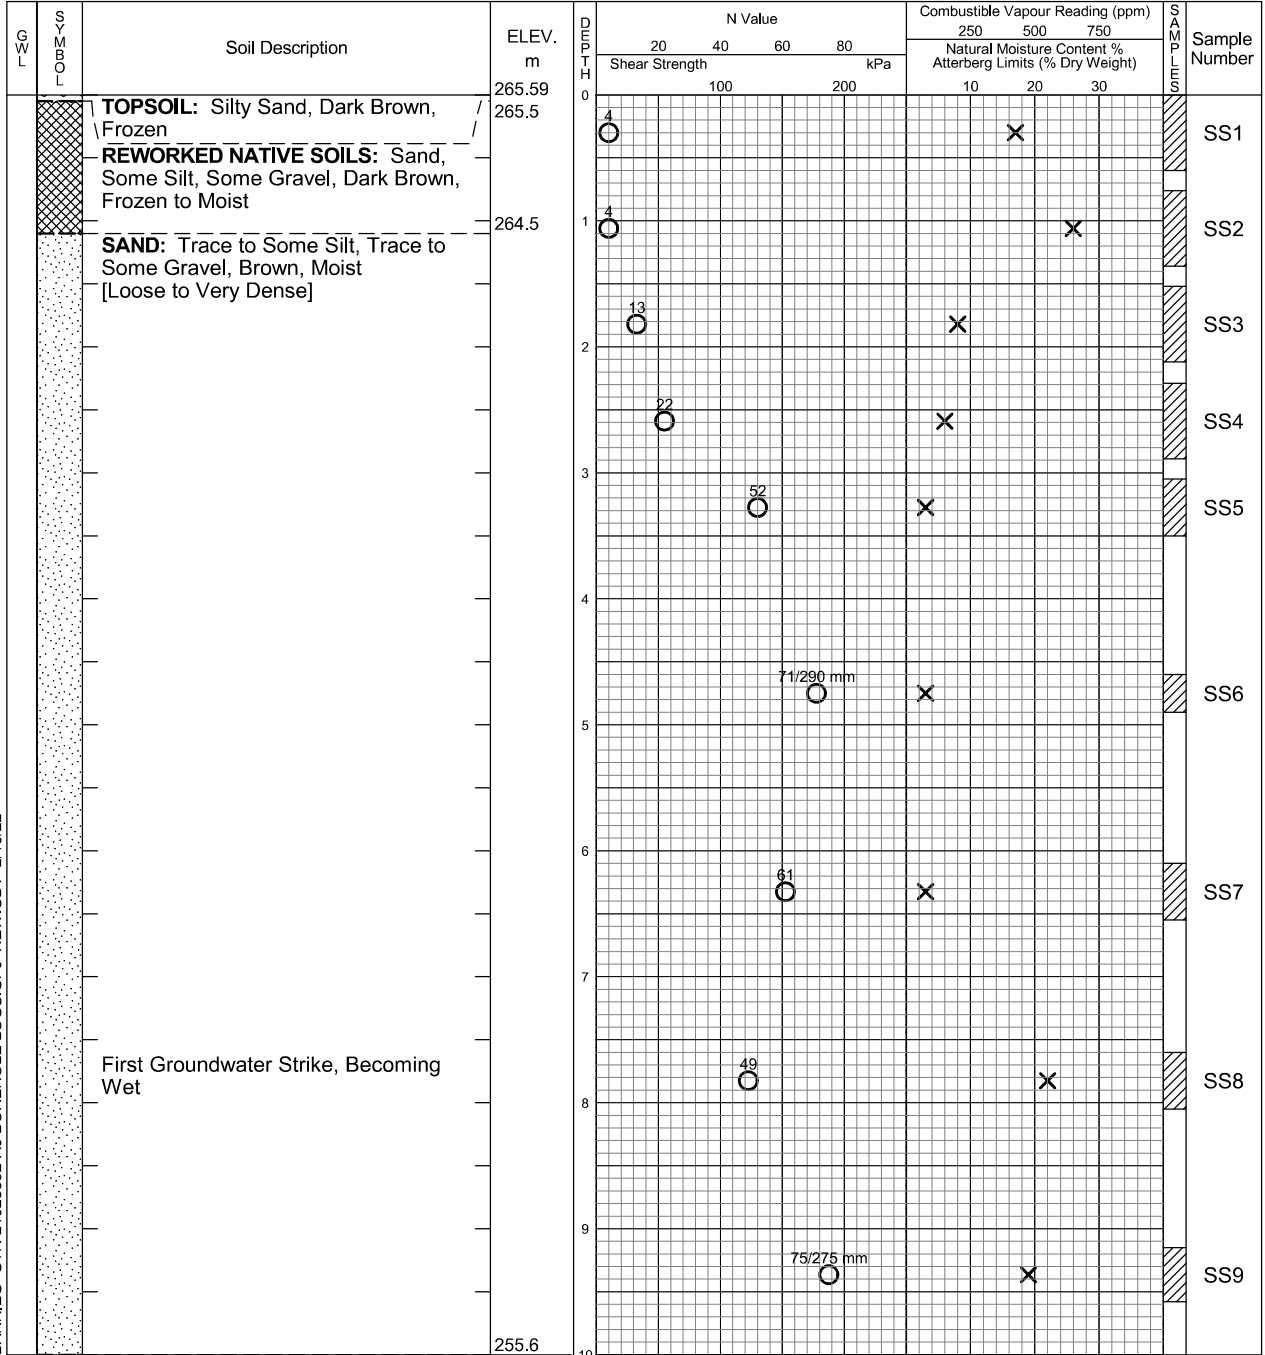 GWL
SYMBOL
Soil Description
ELEV.
m
DEPTH
N Value
20 40 60 80
Shear Strength kPa
100 200
Combustible Vapour Reading (ppm)
250 500 750
Natural Moisture Content %
Atterberg Limits (% Dry Weight)
10 20 30
SAMPLES
Sample
Number
265.59
0
TOPSOIL: Silty Sand, Dark Brown,
Frozen
265.5
4
SS1
REWORKED NATIVE SOILS: Sand,
Some Silt, Some Gravel, Dark Brown,
Frozen to Moist
264.5
1
4
SS2
SAND: Trace to Some Silt, Trace to
Some Gravel, Brown, Moist
[Loose to Very Dense]
13
SS3
2
22
SS4
3
52
SS5
4
71/290 mm
SS6
5
6
61
SS7
7
First Groundwater Strike, Becoming
Wet
49
SS8
8
9
75/275 mm
SS9
255.6
10